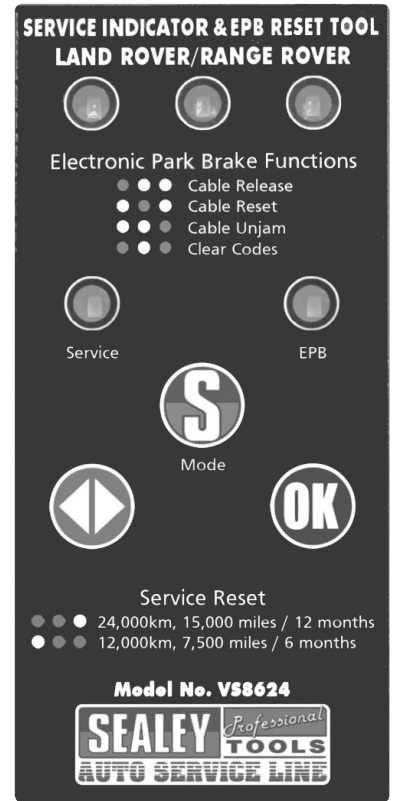 SERVICE INDICATOR & EPB RESET TOOL
LAND ROVER/RANGE ROVER
Electronic Park Brake Functions
Cable Release
Cable Reset
Cable Unjam
Clear Codes
Service EPB
S
Mode
OK
Service Reset
24,000km, 15,000 miles / 12 months
12,000km, 7,500 miles / 6 months
Model No. VS8624
SEALEY Professional
TOOLS
AUTO SERVICE LINE